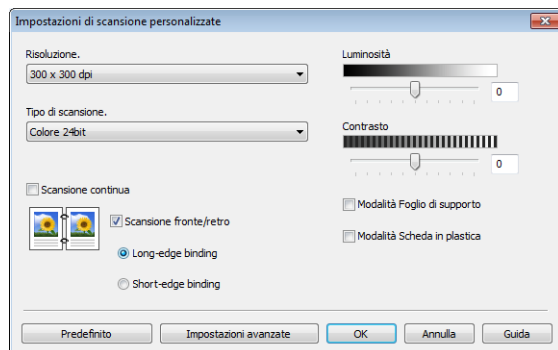 Impostazioni di scansione personalizzate
Risoluzione.
300 x 300 dpi
Tipo di scansione.
Colore 24bit
Scansione continua
Scansione fronte/retro
Long-edge binding
Short-edge binding
Luminosità
0
Contrasto
0
Modalità Foglio di supporto
Modalità Scheda in plastica
Predefinito
Impostazioni avanzate
OK
Annulla
Guida